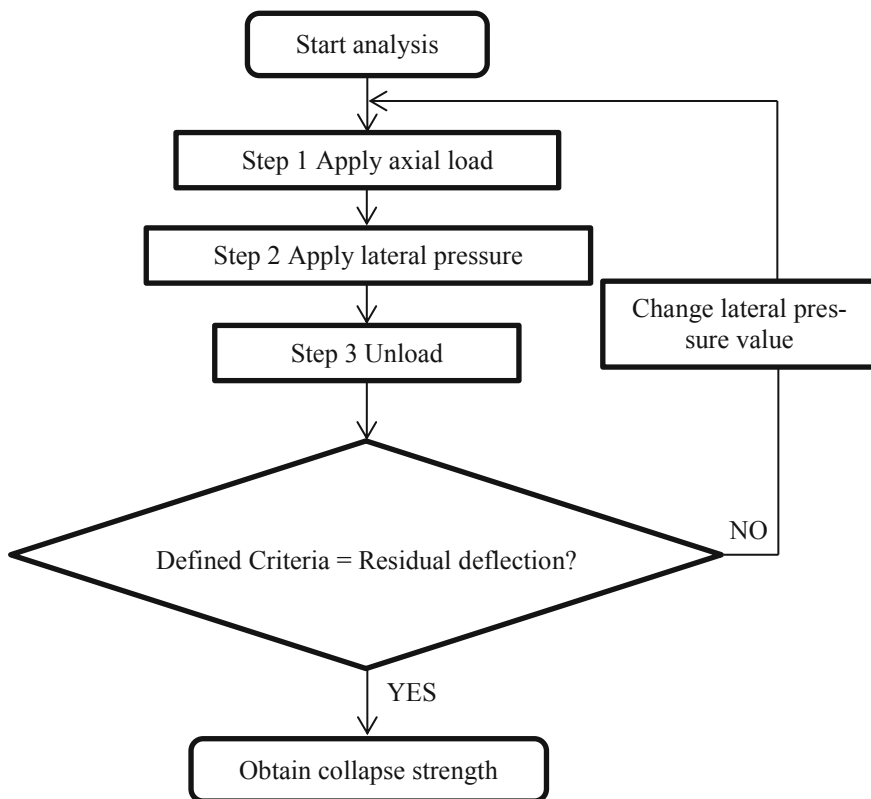 Start analysis
Step 1 Apply axial load
Step 2 Apply lateral pressure
Change lateral pres-
sure value
Step 3 Unload
Defined Criteria = Residual deflection?
NO
YES
Obtain collapse strength